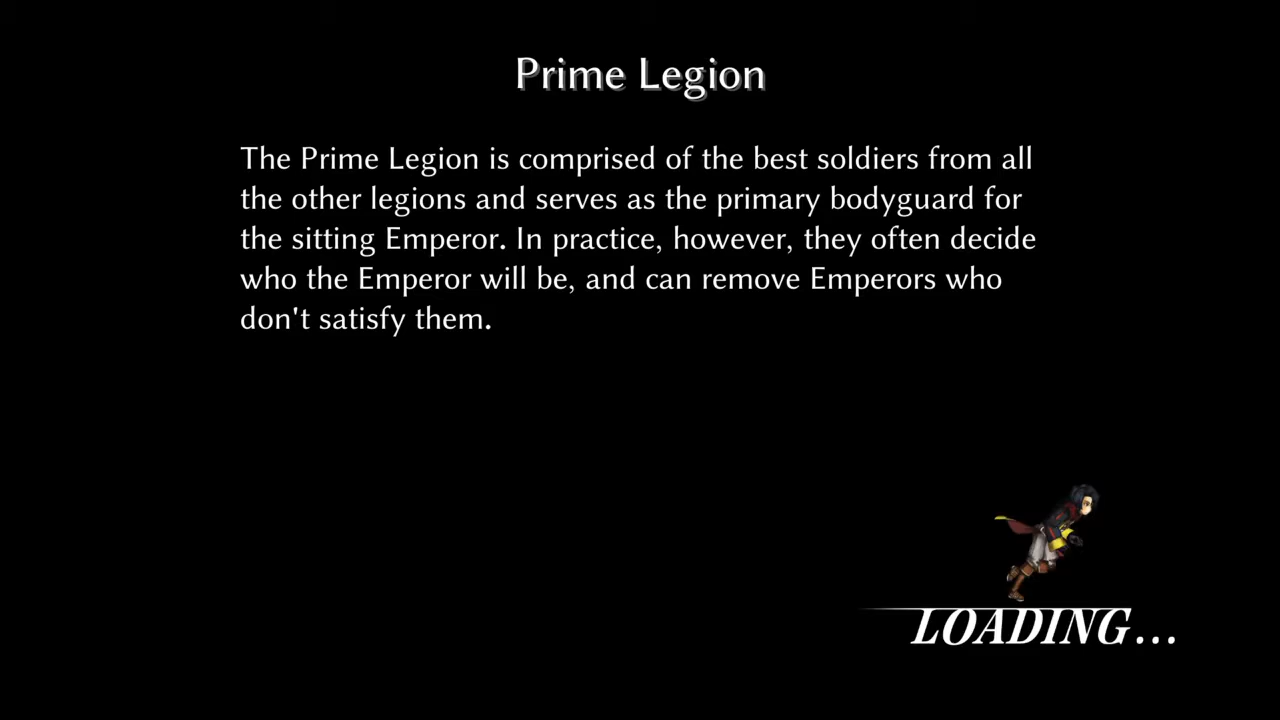 Prime Legion
The Prime Legion is comprised of the best soldiers from all
the other legions and serves as the primary bodyguard for
the sitting Emperor. In practice, however, they often decide
who the Emperor will be, and can remove Emperors who
don't satisfy them.
LOADING...